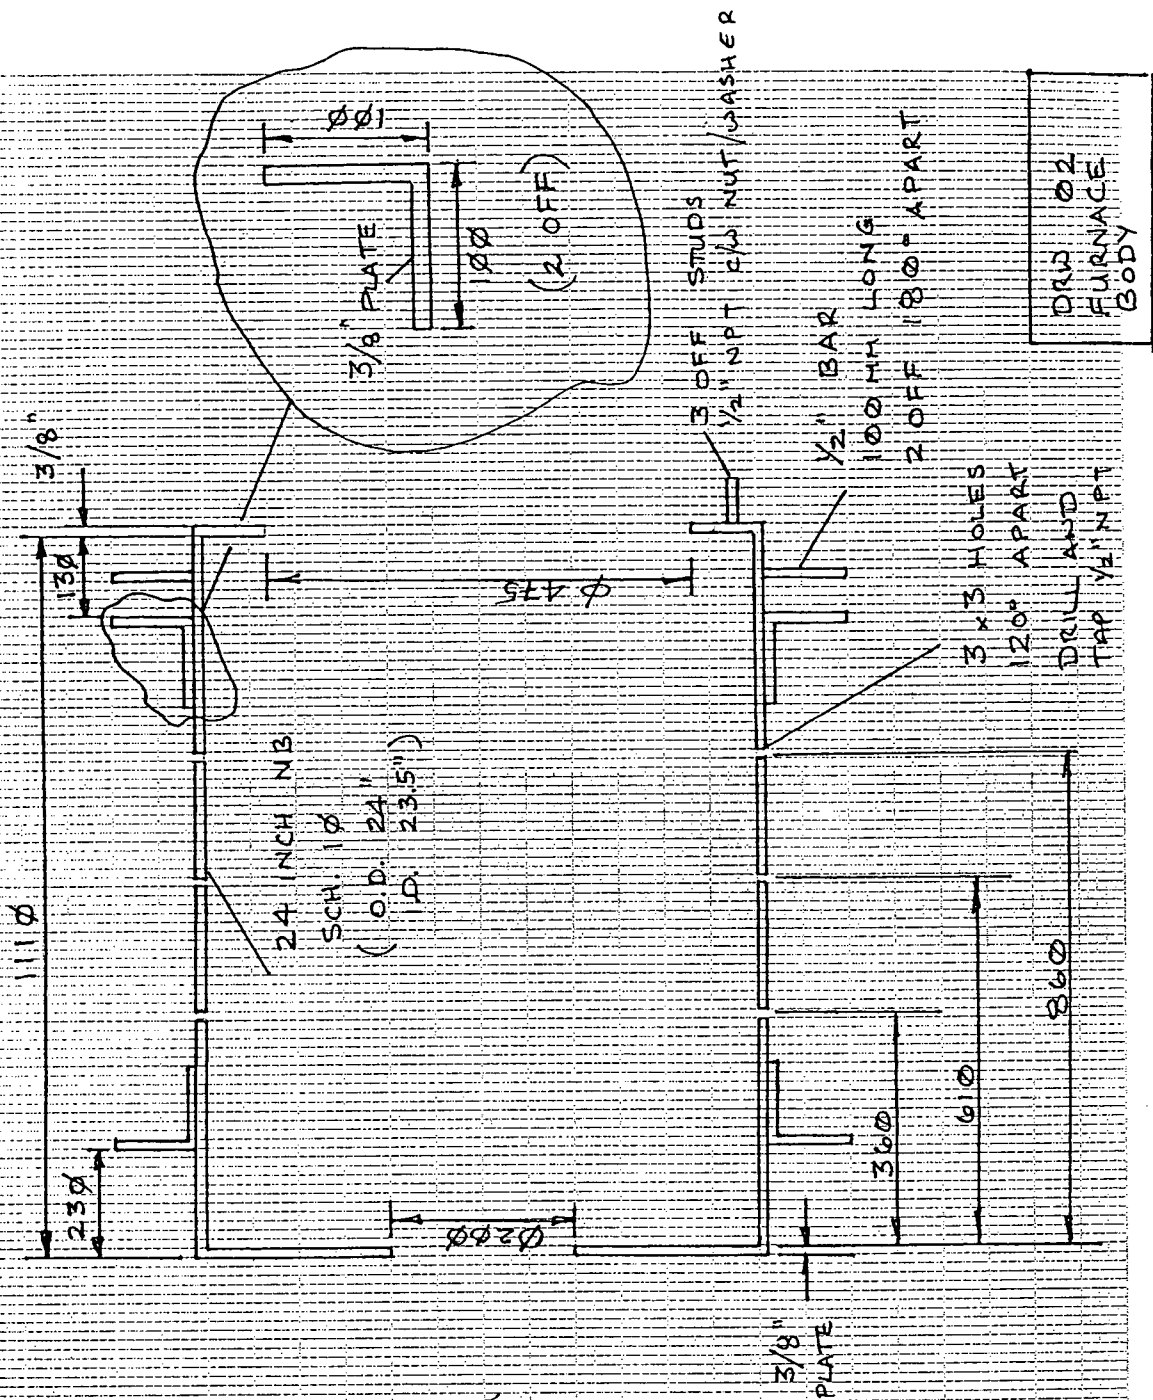 1110
3/8"
130
230
24 INCH NB
SCH. 10
( O.D. 24"
I.D. 23.5")
3/8" PLATE
100
100
(2 OFF)
Ø 475
Ø200
3 OFF STUDS
1/2" NPT C/W NUT/WASHER
1/2" BAR
100MM LONG
2 OFF 180° APART
3 x 3 HOLES
120° APART
DRILL AND
TAP 1/2" NPT
360
610
860
3/8"
PLATE
DRW 02
FURNACE
BODY